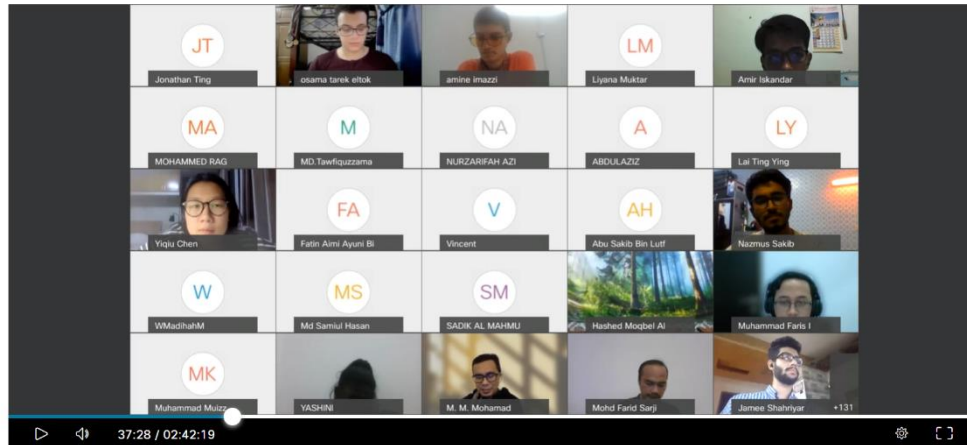 JT
LM
Jonathan Ting
osama tarek eltok
amine imazzi
Liyana Muktar
Amir Iskandar
MA
M
NA
A
LY
MOHAMMED RAG
MD.Tawfiquzzama
NURZARIFAH AZI
ABDULAZIZ
Lai Ting Ying
FA
V
AH
Yiqiu Chen
Fatin Aimi Ayuni Bi
Vincent
Abu Sakib Bin Lutf
Nazmus Sakib
W
MS
SM
WMadihahM
Md Samiul Hasan
SADIK AL MAHMU
Hashed Moqbel Al
Muhammad Faris I
MK
Muhammad Muizz
YASHINI
M. M. Mohamad
Mohd Farid Sarji
Jamee Shahriyar
+131
37:28 / 02:42:19